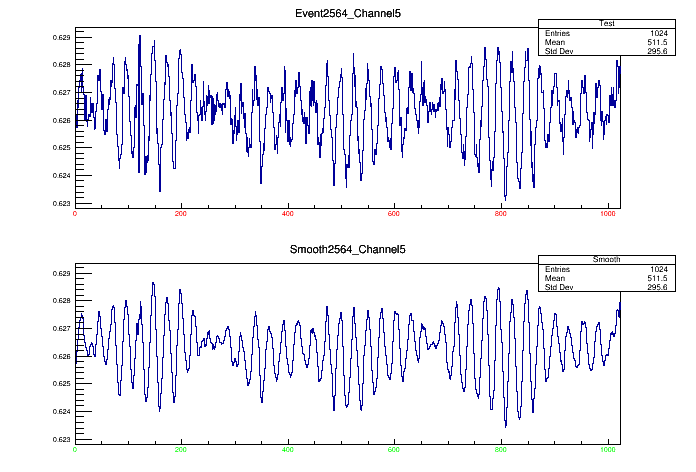 Event2564_Channel5
Test
Entries 1024
Mean 511.5
Std Dev 295.6
0.629
0.628
0.627
0.626
0.625
0.624
0.623
0 200 400 600 800 1000
Smooth2564_Channel5
Smooth
Entries 1024
Mean 511.5
Std Dev 295.6
0.629
0.628
0.627
0.626
0.625
0.624
0.623
0 200 400 600 800 1000